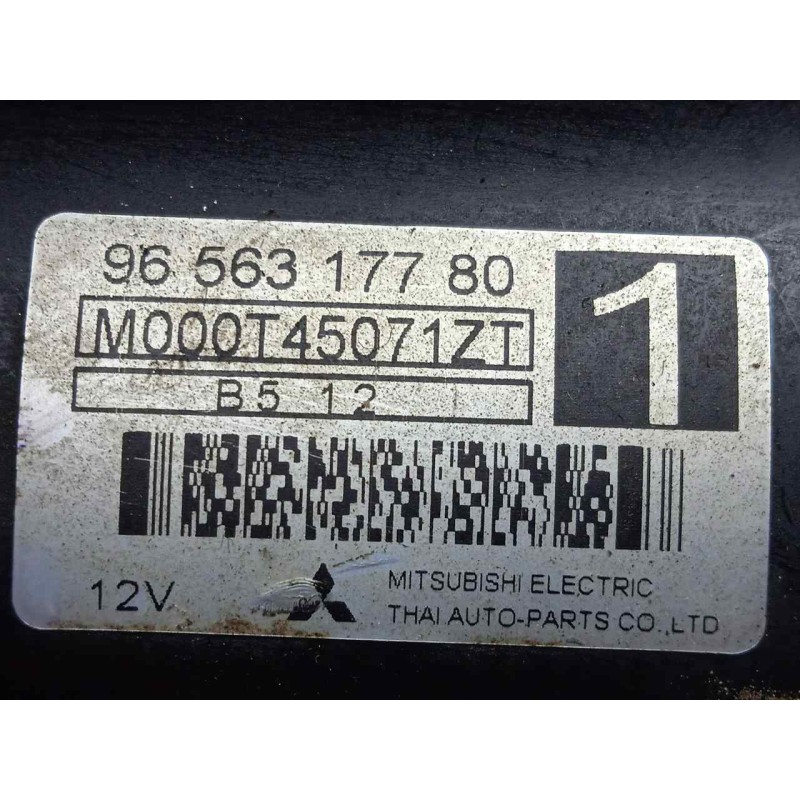 96 563 177 80
1
M000T45071ZT
B5 12
12V
MITSUBISHI ELECTRIC
THAI AUTO-PARTS CO.,LTD